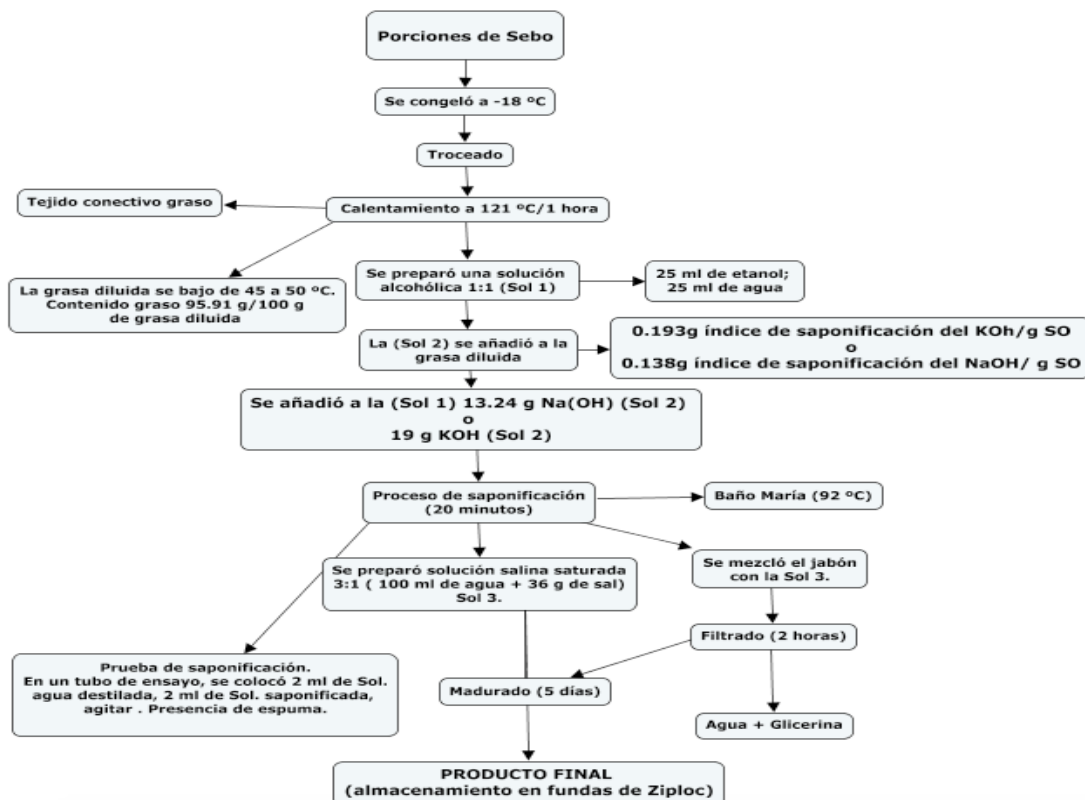 Porciones de Sebo
Se congeló a -18 ºC
Troceado
Tejido conectivo graso
Calentamiento a 121 ºC/1 hora
La grasa diluida se bajo de 45 a 50 ºC.
Contenido graso 95.91 g/100 g
de grasa diluida
Se preparó una solución
alcohólica 1:1 (Sol 1)
25 ml de etanol;
25 ml de agua
La (Sol 2) se añadió a la
grasa diluida
0.193g índice de saponificación del KOh/g SO
o
0.138g índice de saponificación del NaOH/ g SO
Se añadió a la (Sol 1) 13.24 g Na(OH) (Sol 2)
o
19 g KOH (Sol 2)
Proceso de saponificación
(20 minutos)
Baño María (92 ºC)
Se preparó solución salina saturada
3:1 ( 100 ml de agua + 36 g de sal)
Sol 3.
Se mezcló el jabón
con la Sol 3.
Filtrado (2 horas)
Prueba de saponificación.
En un tubo de ensayo, se colocó 2 ml de Sol.
agua destilada, 2 ml de Sol. saponificada,
agitar . Presencia de espuma.
Madurado (5 días)
Agua + Glicerina
PRODUCTO FINAL
(almacenamiento en fundas de Ziploc)